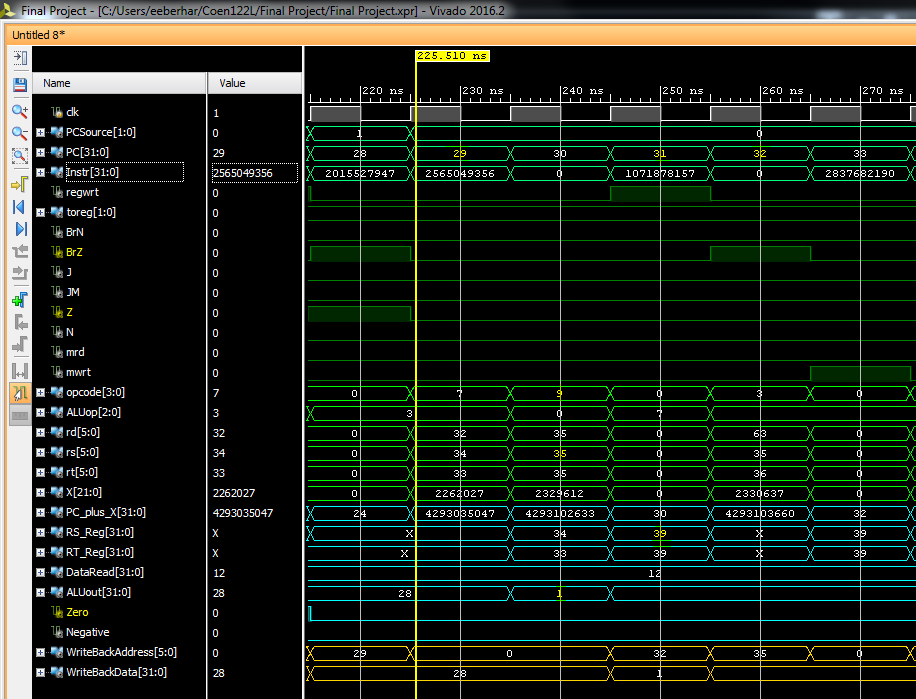 Final Project - [C:/Users/eeberhar/Coen122L/Final Project/Final Project.xpr] - Vivado 2016.2
Untitled 8*
225.510 ns
Name Value
220 ns 230 ns 240 ns 250 ns 260 ns 270 ns
clk 1
PCSource[1:0] 0 1 0
PC[31:0] 29 28 29 30 31 32 33
Instr[31:0] 2565049356 2015527947 2565049356 0 1071878157 0 2837682190
regwrt 0
toreg[1:0] 0
BrN 0
BrZ 0
J 0
JM 0
Z 0
N 0
mrd 0
mwrt 0
opcode[3:0] 7 0 7 9 0 3 0
ALUop[2:0] 3 3 0 7
rd[5:0] 32 0 32 35 0 63 0
rs[5:0] 34 0 34 35 0 35 0
rt[5:0] 33 0 33 35 0 36 0
X[21:0] 2262027 0 2262027 2329612 0 2330637 0
PC_plus_X[31:0] 4293035047 24 4293035047 4293102633 30 4293103660 32
RS_Reg[31:0] X X 34 39 X 39
RT_Reg[31:0] X X 33 39 X 39
DataRead[31:0] 12 12
ALUout[31:0] 28 28 1
Zero 0
Negative 0
WriteBackAddress[5:0] 0 29 0 32 35 0
WriteBackData[31:0] 28 28 1